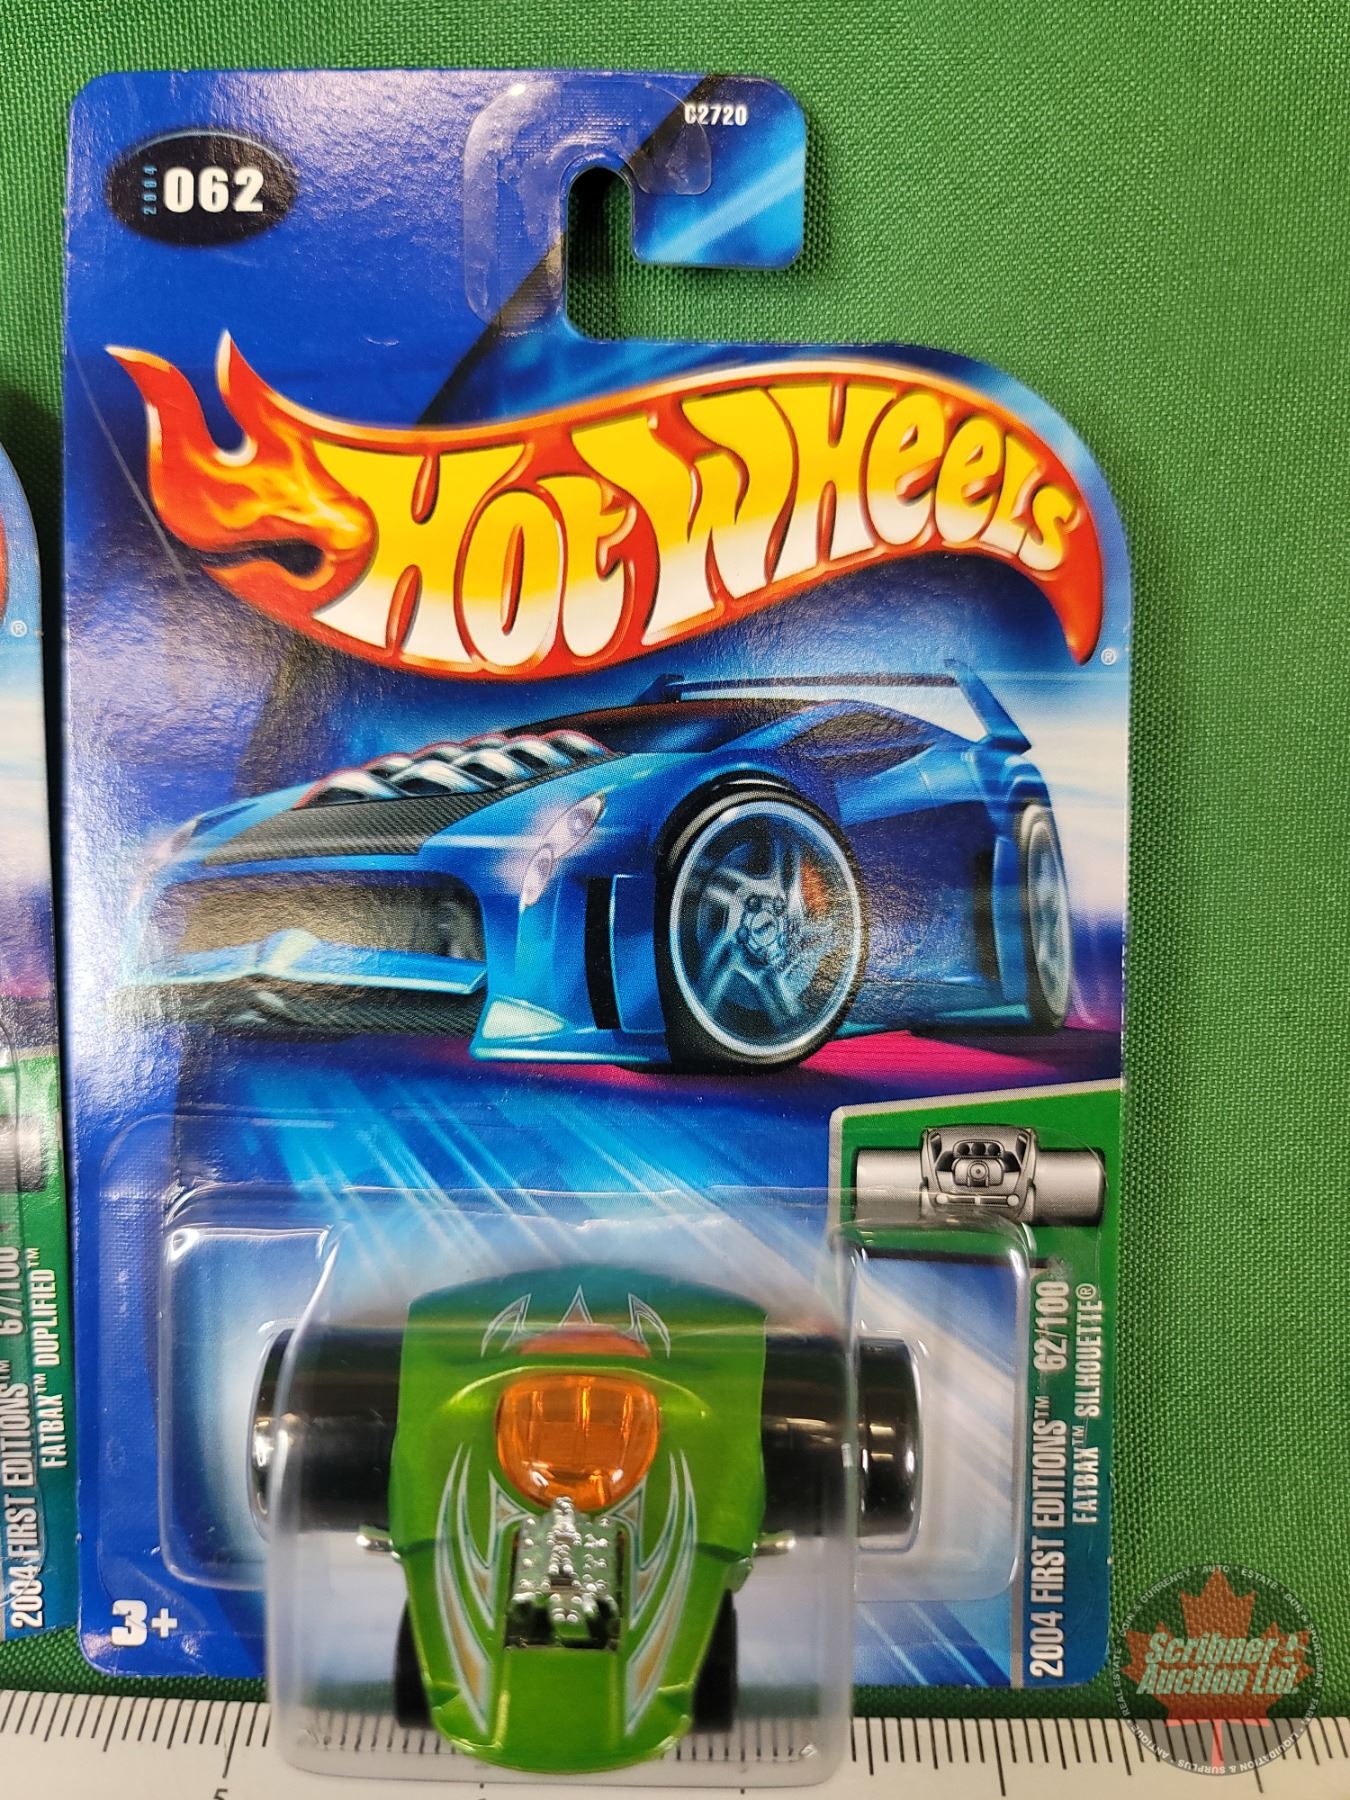 C2720
2004
062
HOT WHEELS
®
®
2004 FIRST EDITIONS™ 62/100
FATBAX™ SILHOUETTE®
2004 FIRST EDITIONS™ 67/100
FATBAX™ DUPLIFIED™
3+
5
Scribner
Auction Ltd.